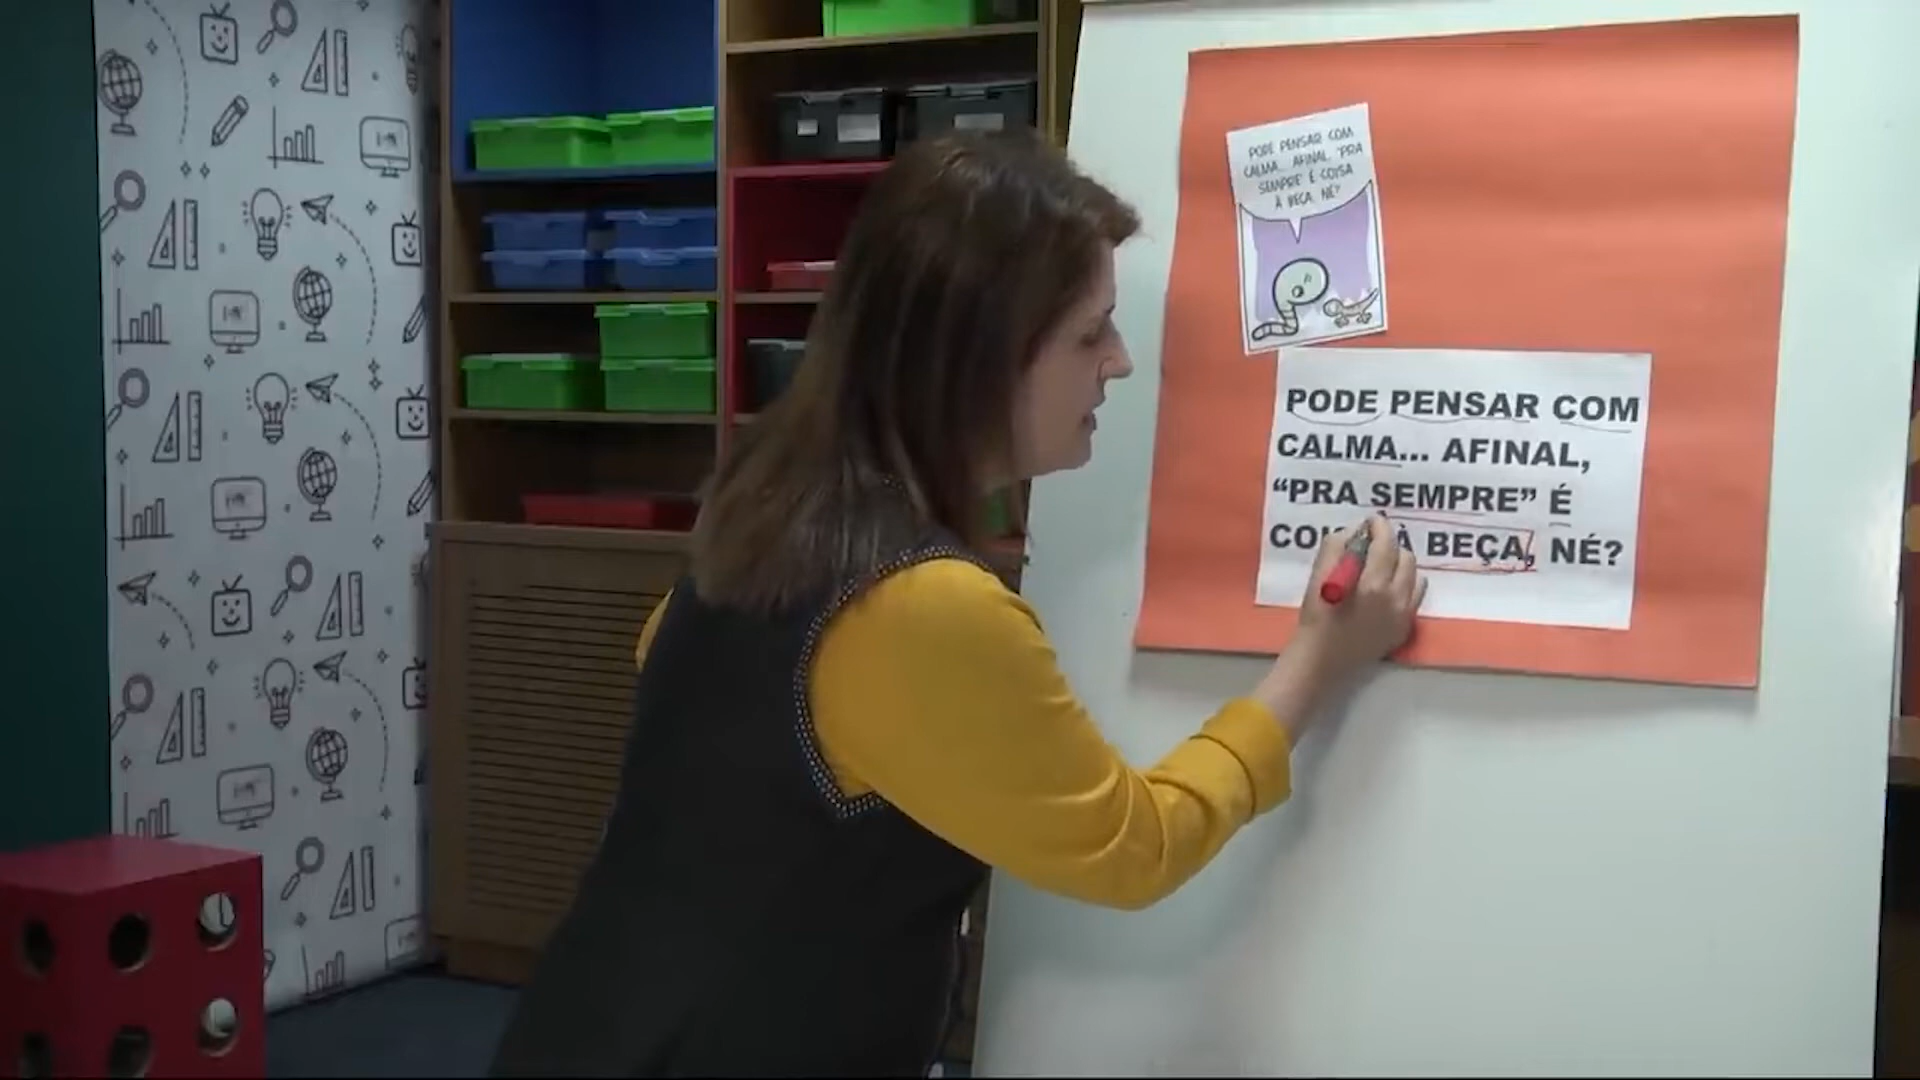 PODE PENSAR COM
CALMA... AFINAL, "PRA
SEMPRE" É COISA
À BEÇA, NÉ?
PODE PENSAR COM
CALMA... AFINAL,
“PRA SEMPRE” É
À BEÇA, NÉ?